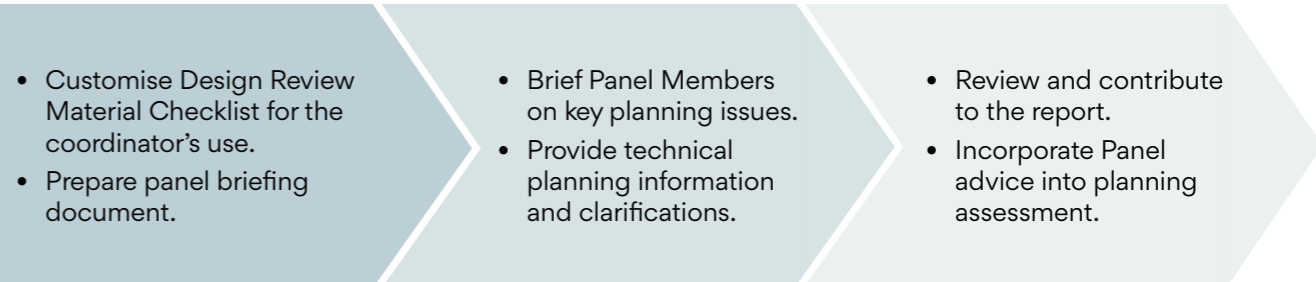 • Customise Design Review
Material Checklist for the
coordinator’s use.
• Prepare panel briefing
document.
• Brief Panel Members
on key planning issues.
• Provide technical
planning information
and clarifications.
• Review and contribute
to the report.
• Incorporate Panel
advice into planning
assessment.